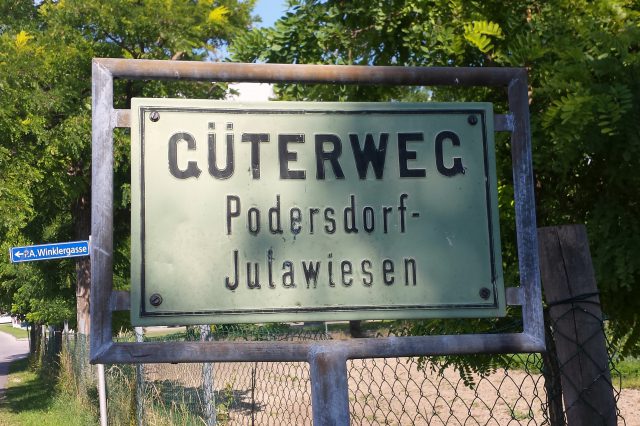 GÜTERWEG
Podersdorf-
Julawiesen
P.A. Winklergasse